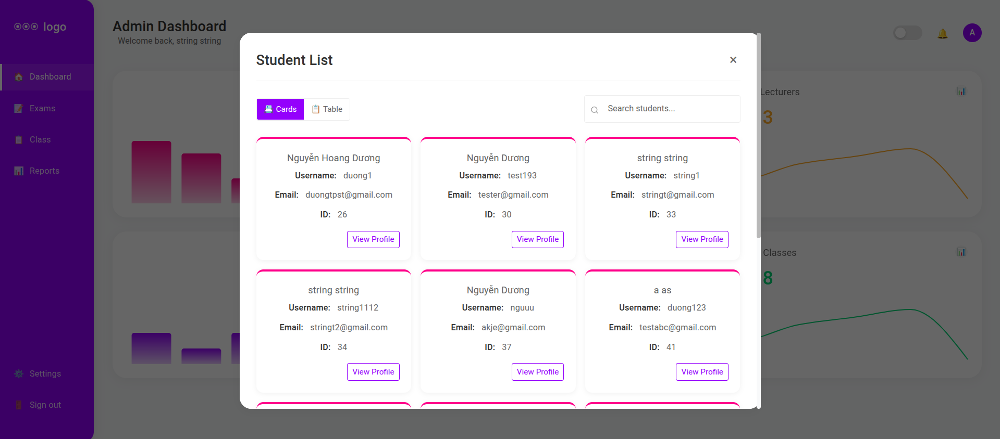 logo
Dashboard
Exams
Class
Reports
Settings
Sign out
Admin Dashboard
Welcome back, string string
A
Lecturers
3
Classes
8
Student List
×
Cards
Table
Search students...
Nguyễn Hoang Dương
Username: duong1
Email: duongtpst@gmail.com
ID: 26
View Profile
Nguyễn Dương
Username: test193
Email: tester@gmail.com
ID: 30
View Profile
string string
Username: string1
Email: stringt@gmail.com
ID: 33
View Profile
string string
Username: string1112
Email: stringt2@gmail.com
ID: 34
View Profile
Nguyễn Dương
Username: nguuu
Email: akje@gmail.com
ID: 37
View Profile
a as
Username: duong123
Email: testabc@gmail.com
ID: 41
View Profile